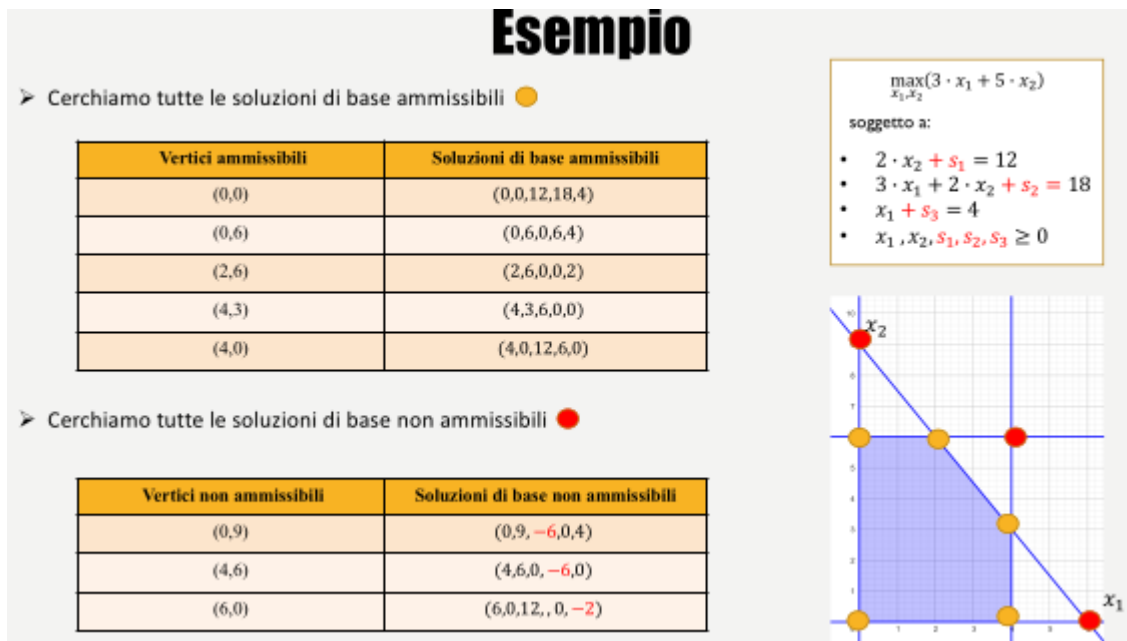 Esempio
➢ Cerchiamo tutte le soluzioni di base ammissibili
Vertici ammissibili Soluzioni di base ammissibili
(0,0) (0,0,12,18,4)
(0,6) (0,6,0,6,4)
(2,6) (2,6,0,0,2)
(4,3) (4,3,6,0,0)
(4,0) (4,0,12,6,0)
➢ Cerchiamo tutte le soluzioni di base non ammissibili
Vertici non ammissibili Soluzioni di base non ammissibili
(0,9) (0,9, −6,0,4)
(4,6) (4,6,0, −6,0)
(6,0) (6,0,12, , 0, −2)
max(3 · x₁ + 5 · x₂)
x₁,x₂
soggetto a:
• 2 · x₂ + s₁ = 12
• 3 · x₁ + 2 · x₂ + s₂ = 18
• x₁ + s₃ = 4
• x₁ , x₂, s₁, s₂, s₃ ≥ 0
x₂
x₁